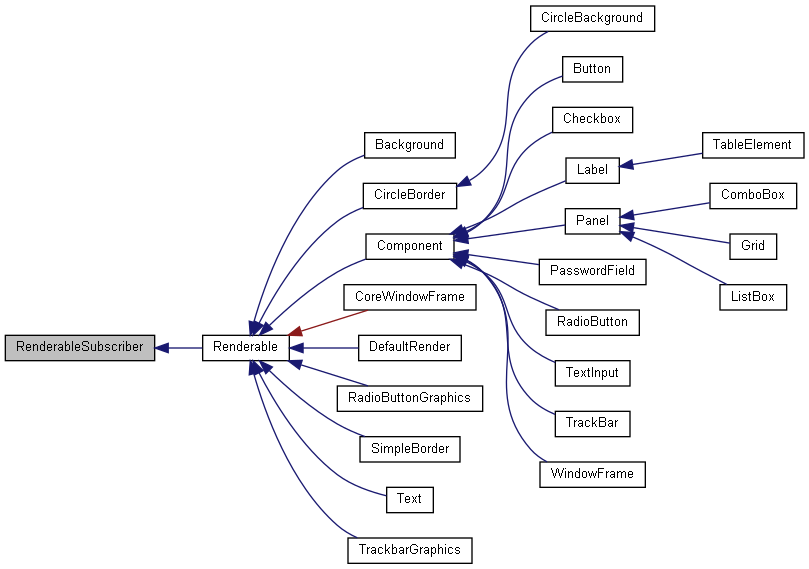 CircleBackground
Button
Checkbox
TableElement
Background
Label
ComboBox
CircleBorder
Panel
Component
Grid
PasswordField
CoreWindowFrame
ListBox
RadioButton
RenderableSubscriber
Renderable
DefaultRender
TextInput
RadioButtonGraphics
TrackBar
SimpleBorder
WindowFrame
Text
TrackbarGraphics